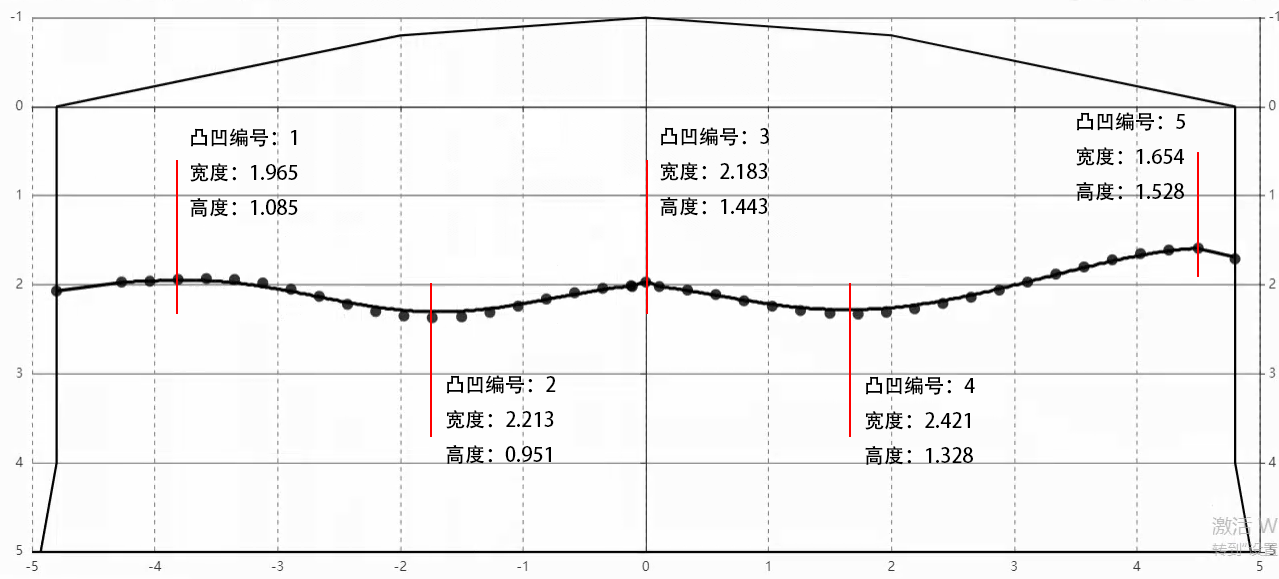 -1
-1
0
0
凸凹编号：1
宽度：1.965
高度：1.085
凸凹编号：3
宽度：2.183
高度：1.443
凸凹编号：5
宽度：1.654
高度：1.528
1
1
2
2
3
3
凸凹编号：2
宽度：2.213
高度：0.951
凸凹编号：4
宽度：2.421
高度：1.328
4
4
激活 W
转到"设置
5
-5 -4 -3 -2 -1 0 1 2 3 4 5